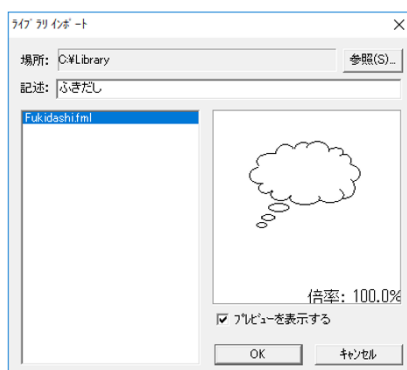 ﾗｲﾌﾞﾗﾘ ｲﾝﾎﾟｰﾄ
場所: C:¥Library 参照(S)...
記述: ふきだし
Fukidashi.fml
倍率: 100.0%
ﾌﾟﾚﾋﾞｭｰを表示する
OK ｷｬﾝｾﾙ